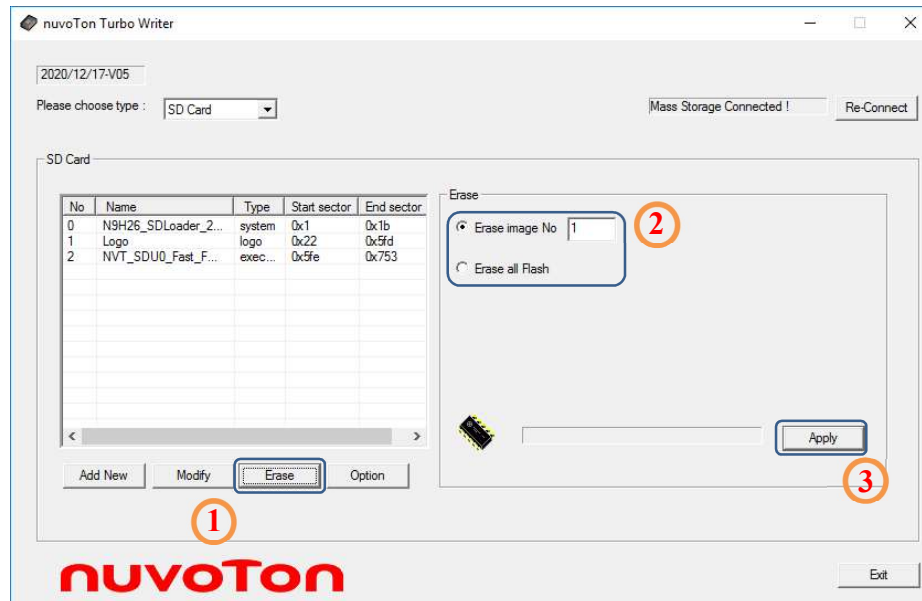 nuvoTon Turbo Writer
2020/12/17-V05
Please choose type :
SD Card
Mass Storage Connected !
Re-Connect
SD Card
No Name Type Start sector End sector
0 N9H26_SDLoader_2... system 0x1 0x1b
1 Logo logo 0x22 0x5fd
2 NVT_SDU0_Fast_F... exec... 0x5fe 0x753
Erase
Erase image No 1
2
Erase all Flash
Apply
3
Add New Modify Erase Option
1
nuvoTon
Exit